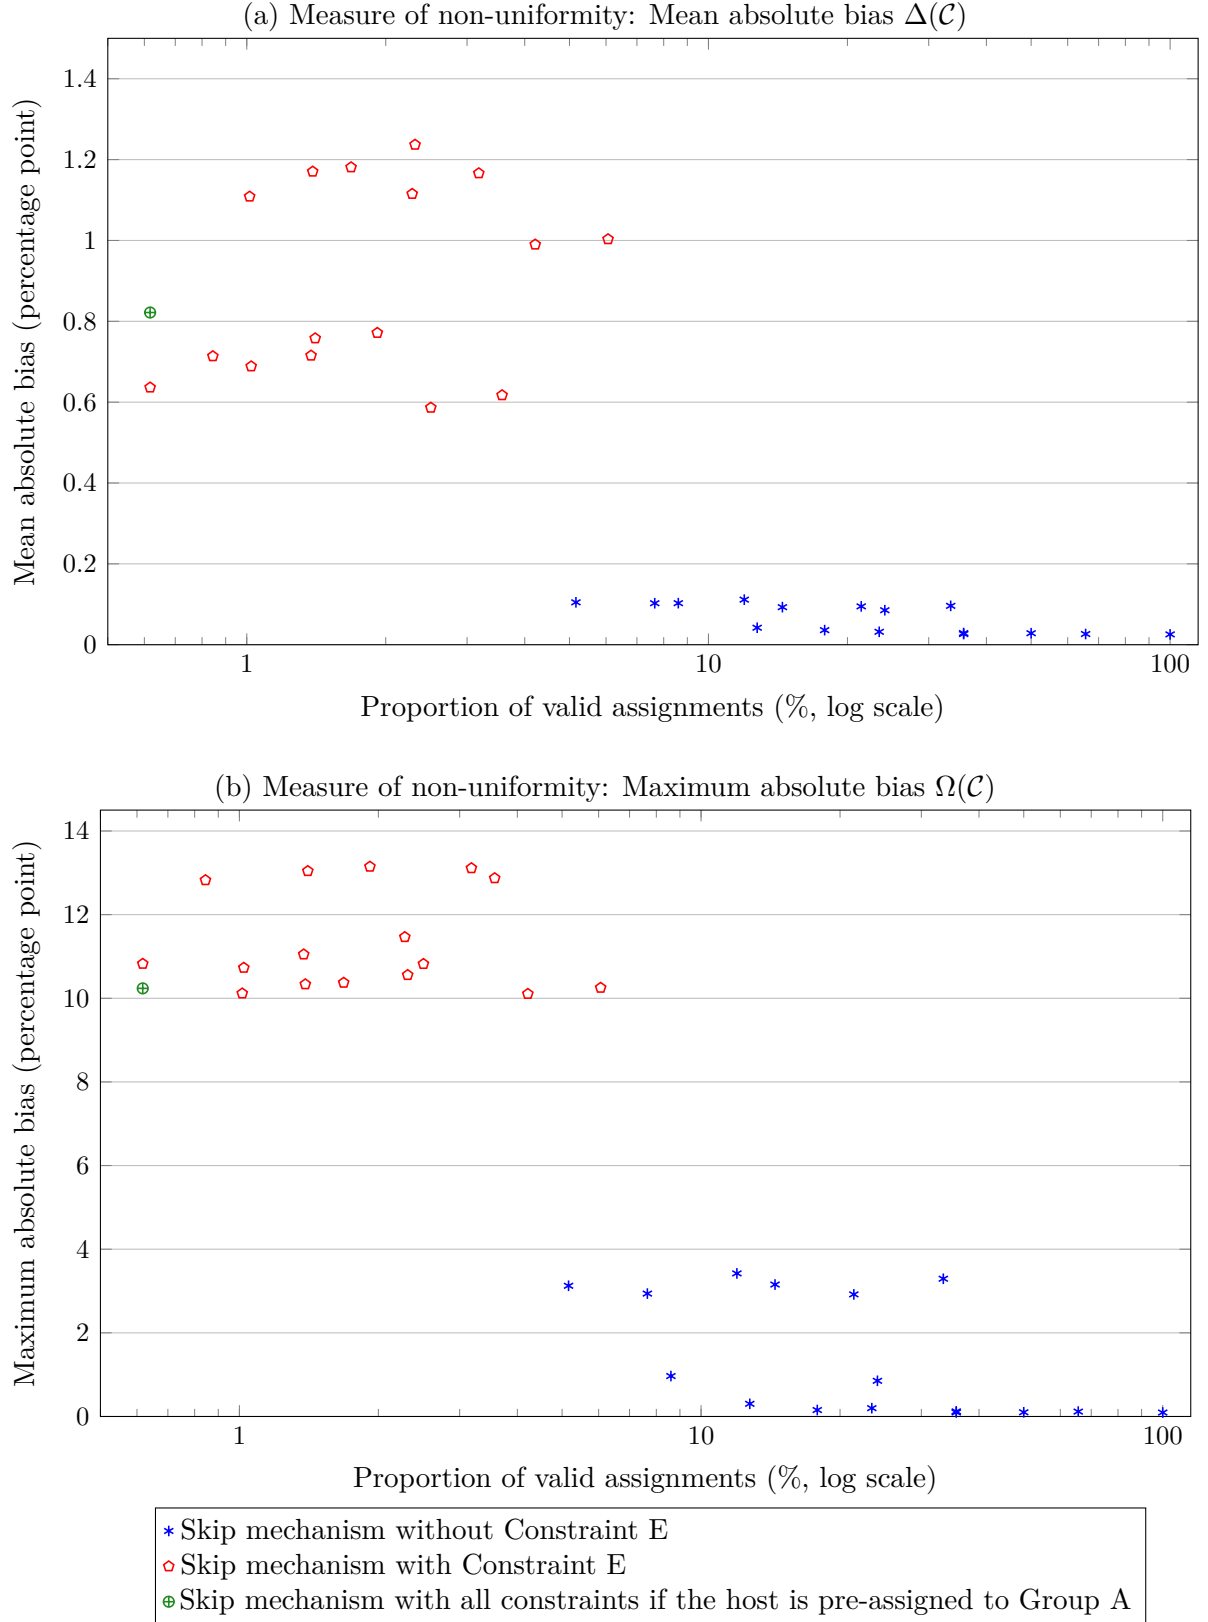 (a) Measure of non-uniformity: Mean absolute bias Δ(𝒞)
1.4
1.2
1
0.8
0.6
0.4
0.2
0
Mean absolute bias (percentage point)
1 10 100
Proportion of valid assignments (%, log scale)
(b) Measure of non-uniformity: Maximum absolute bias Ω(𝒞)
14
12
10
8
6
4
2
0
Maximum absolute bias (percentage point)
1 10 100
Proportion of valid assignments (%, log scale)
Skip mechanism without Constraint E
Skip mechanism with Constraint E
Skip mechanism with all constraints if the host is pre-assigned to Group A